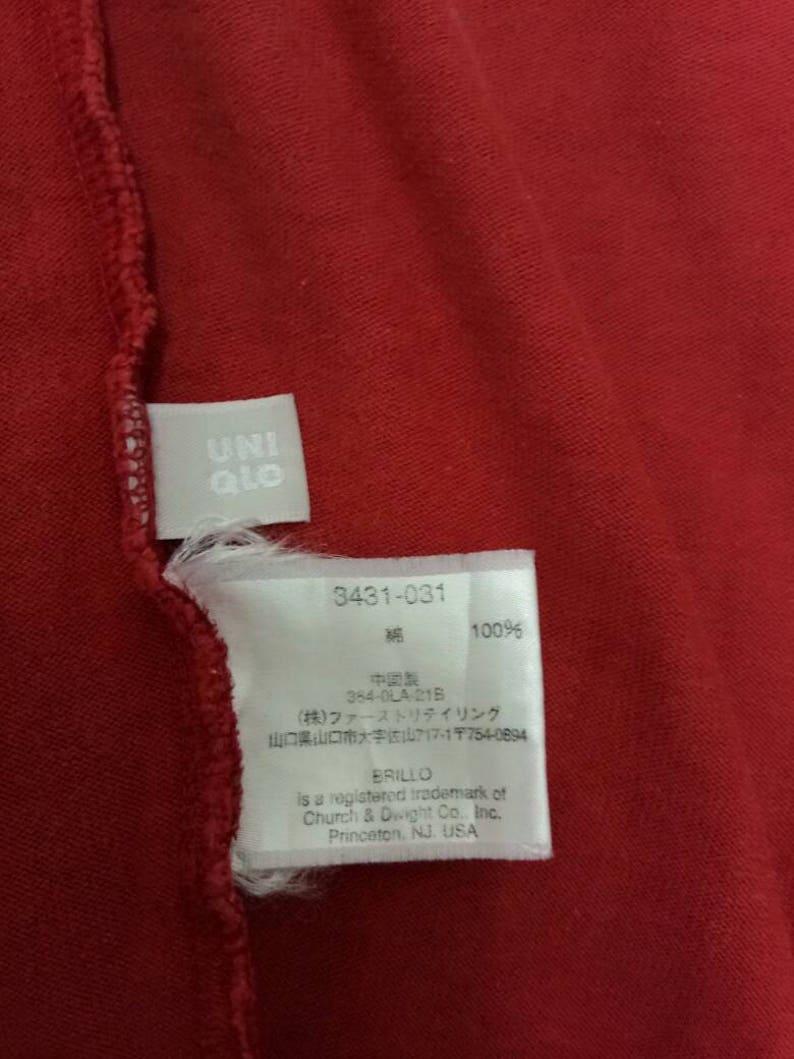 UNI
QLO
3431-031
綿 100%
中国製
384-0LA-21B
(株)ファーストリテイリング
山口県山口市大字佐山717-1〒754-0894
BRILLO
is a registered trademark of
Church & Dwight Co., Inc.
Princeton, NJ. USA